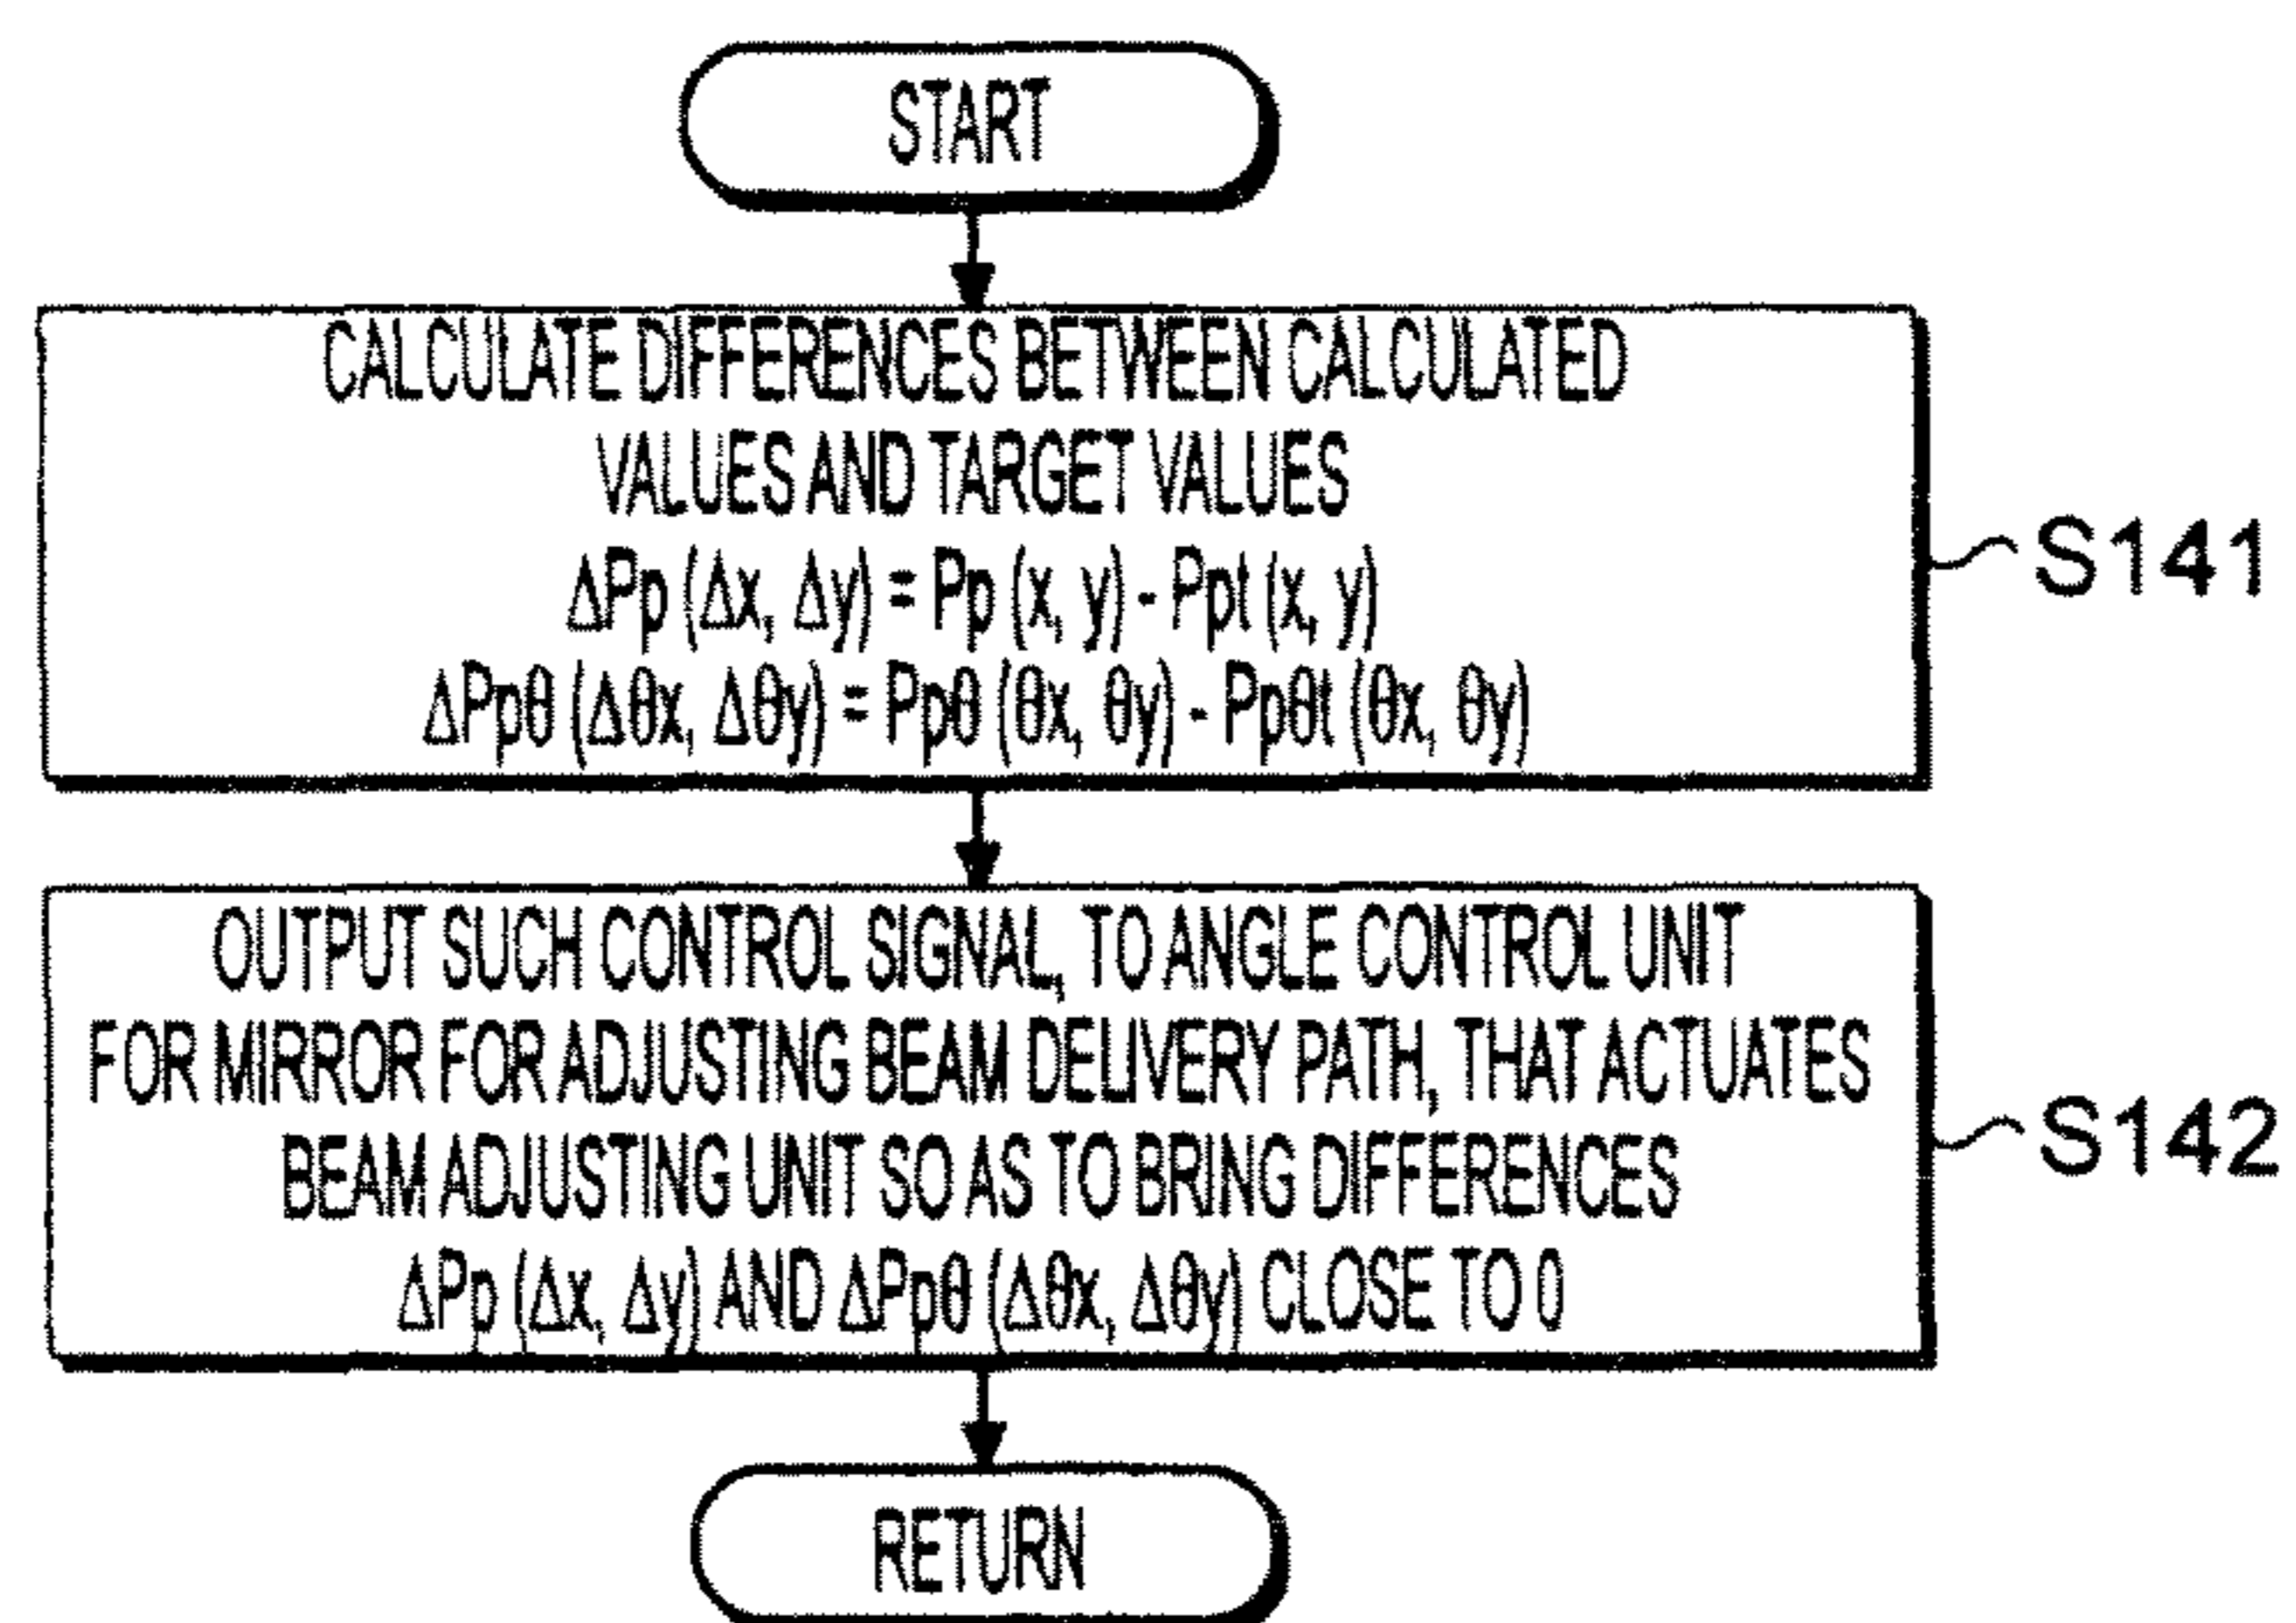 START
CALCULATE DIFFERENCES BETWEEN CALCULATED
VALUES AND TARGET VALUES
ΔPp (Δx, Δy) = Pp (x, y) - Ppt (x, y)
ΔPpθ (Δθx, Δθy) = Ppθ (θx, θy) - Ppθt (θx, θy)
S141
OUTPUT SUCH CONTROL SIGNAL, TO ANGLE CONTROL UNIT
FOR MIRROR FOR ADJUSTING BEAM DELIVERY PATH, THAT ACTUATES
BEAM ADJUSTING UNIT SO AS TO BRING DIFFERENCES
ΔPp (Δx, Δy) AND ΔPpθ (Δθx, Δθy) CLOSE TO 0
S142
RETURN